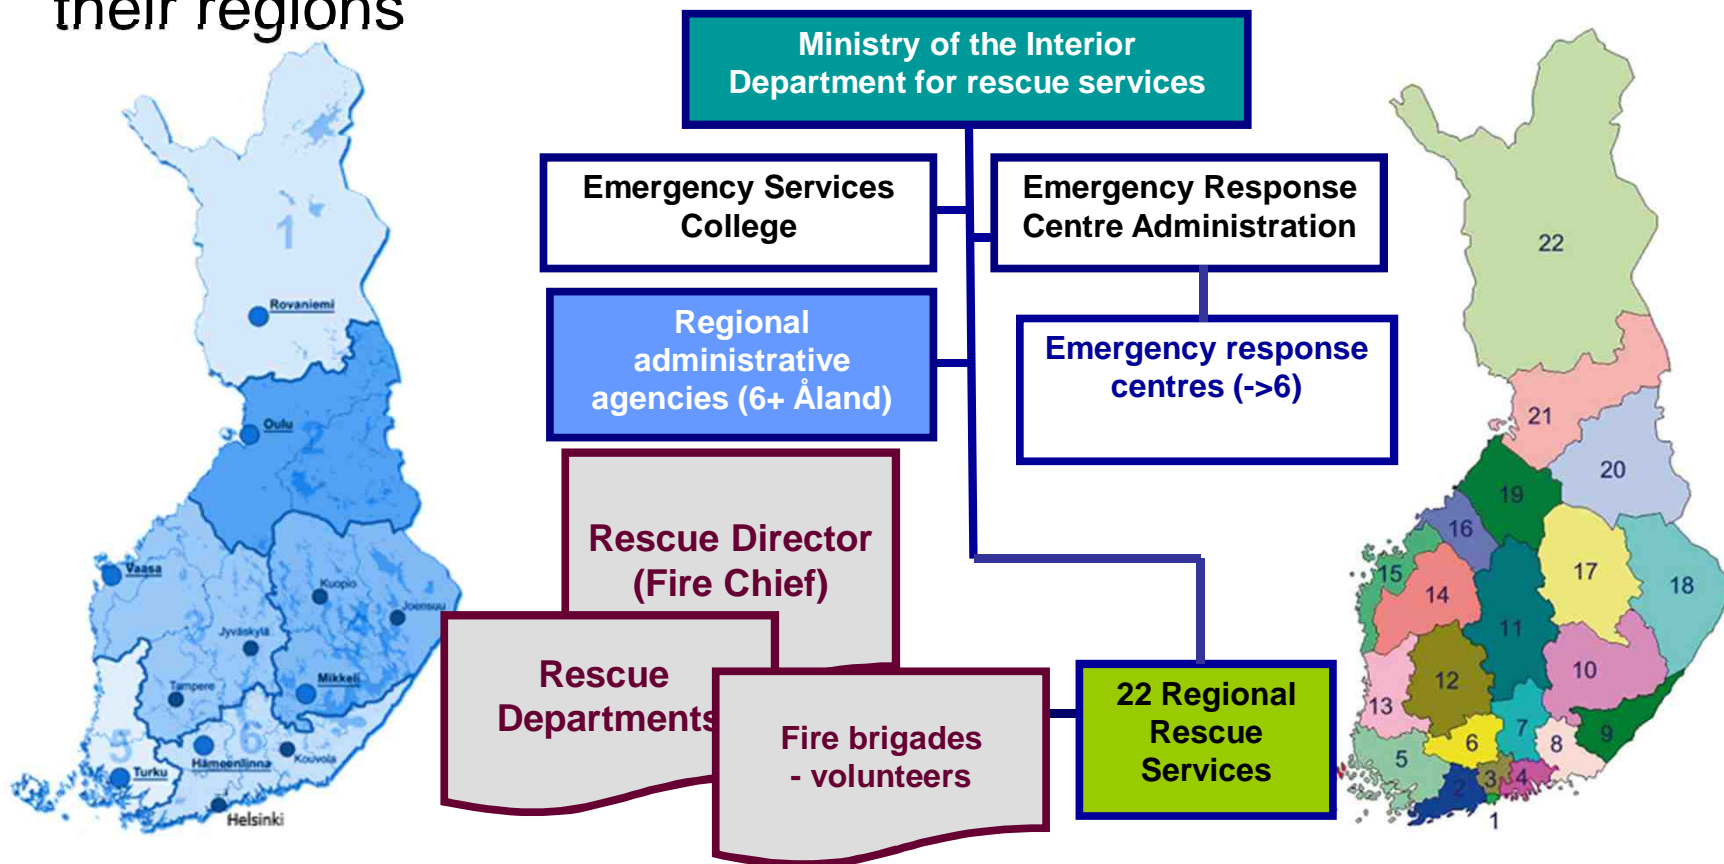 their regions
Ministry of the Interior
Department for rescue services
Emergency Services
College
Emergency Response
Centre Administration
Regional
administrative
agencies (6+ Åland)
Emergency response
centres (->6)
Rescue Director
(Fire Chief)
Rescue
Departments
Fire brigades
- volunteers
22 Regional
Rescue
Services
1
Rovaniemi
Oulu
2
Vaasa
Kuopio
Joensuu
Jyväskylä
Tampere
Mikkeli
5
6
Hämeenlinna
Kouvola
Turku
Helsinki
22
21
20
19
16
15
14
17
18
11
12
10
13
7
9
6
8
5
3
4
2
1